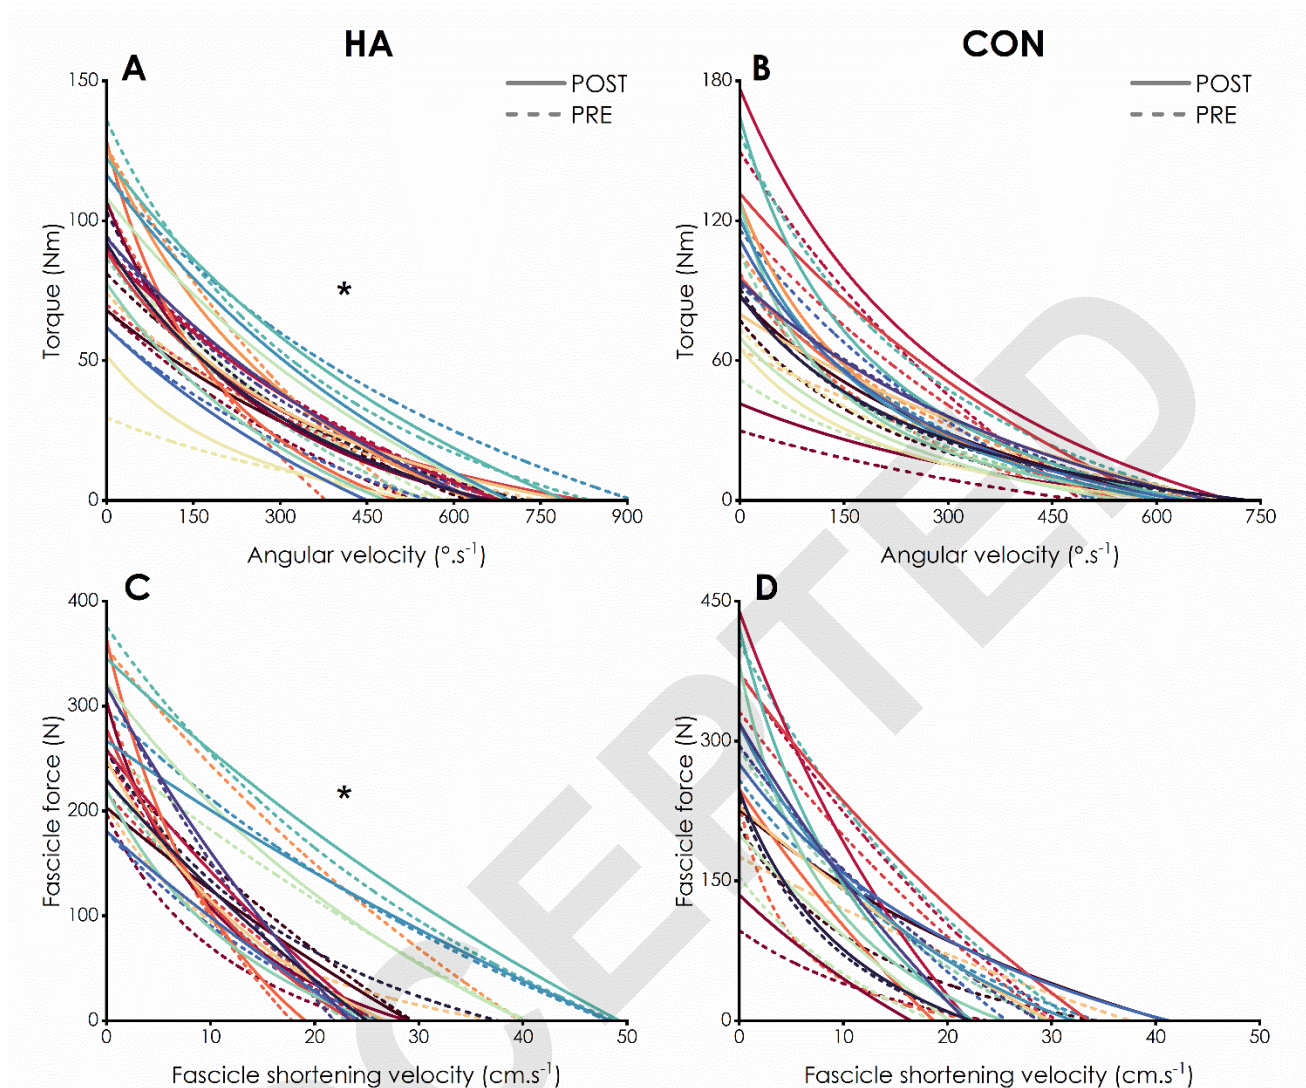 HA
CON
A
B
POST
PRE
POST
PRE
150
100
50
0
Torque (Nm)
*
0 150 300 450 600 750 900
Angular velocity (°.s-1)
180
120
60
0
Torque (Nm)
0 150 300 450 600 750
Angular velocity (°.s-1)
C
D
400
300
200
100
0
Fascicle force (N)
*
0 10 20 30 40 50
Fascicle shortening velocity (cm.s-1)
450
300
150
0
Fascicle force (N)
0 10 20 30 40 50
Fascicle shortening velocity (cm.s-1)
CCEPTED